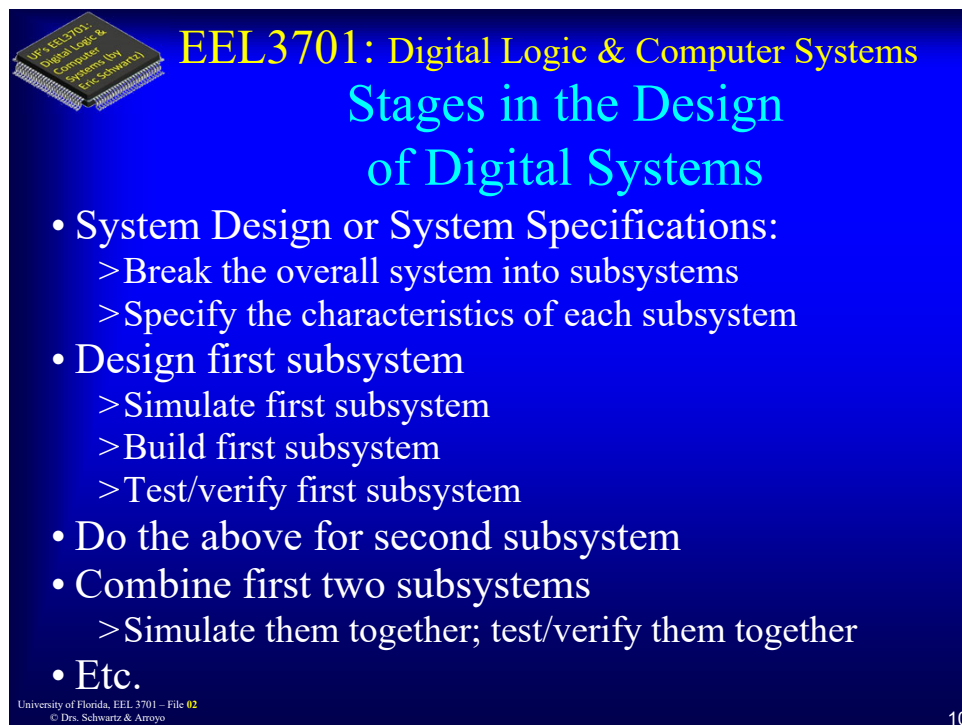 UF's EEL3701:
Digital Logic &
Computer
Systems (by
Eric Schwartz)
EEL3701: Digital Logic & Computer Systems
Stages in the Design
of Digital Systems
• System Design or System Specifications:
>Break the overall system into subsystems
>Specify the characteristics of each subsystem
• Design first subsystem
>Simulate first subsystem
>Build first subsystem
>Test/verify first subsystem
• Do the above for second subsystem
• Combine first two subsystems
>Simulate them together; test/verify them together
• Etc.
University of Florida, EEL 3701 – File 02
© Drs. Schwartz & Arroyo